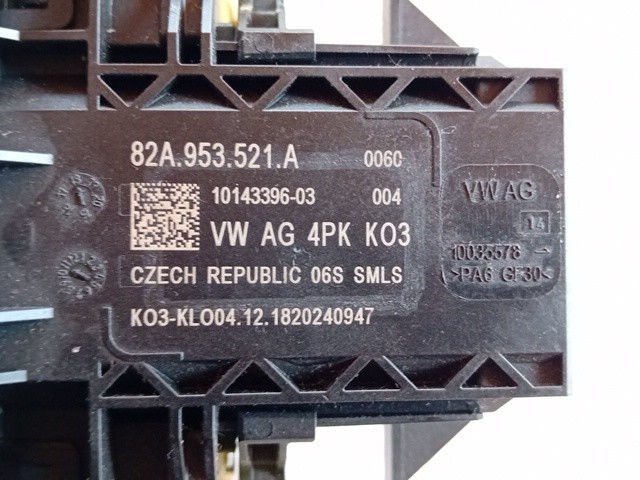 82A.953.521.A 0060
10143396-03 004
VW AG 4PK KO3
CZECH REPUBLIC 06S SMLS
KO3-KLO04.12.1820240947
VW AG
14
10035578
>PA6 GF30<